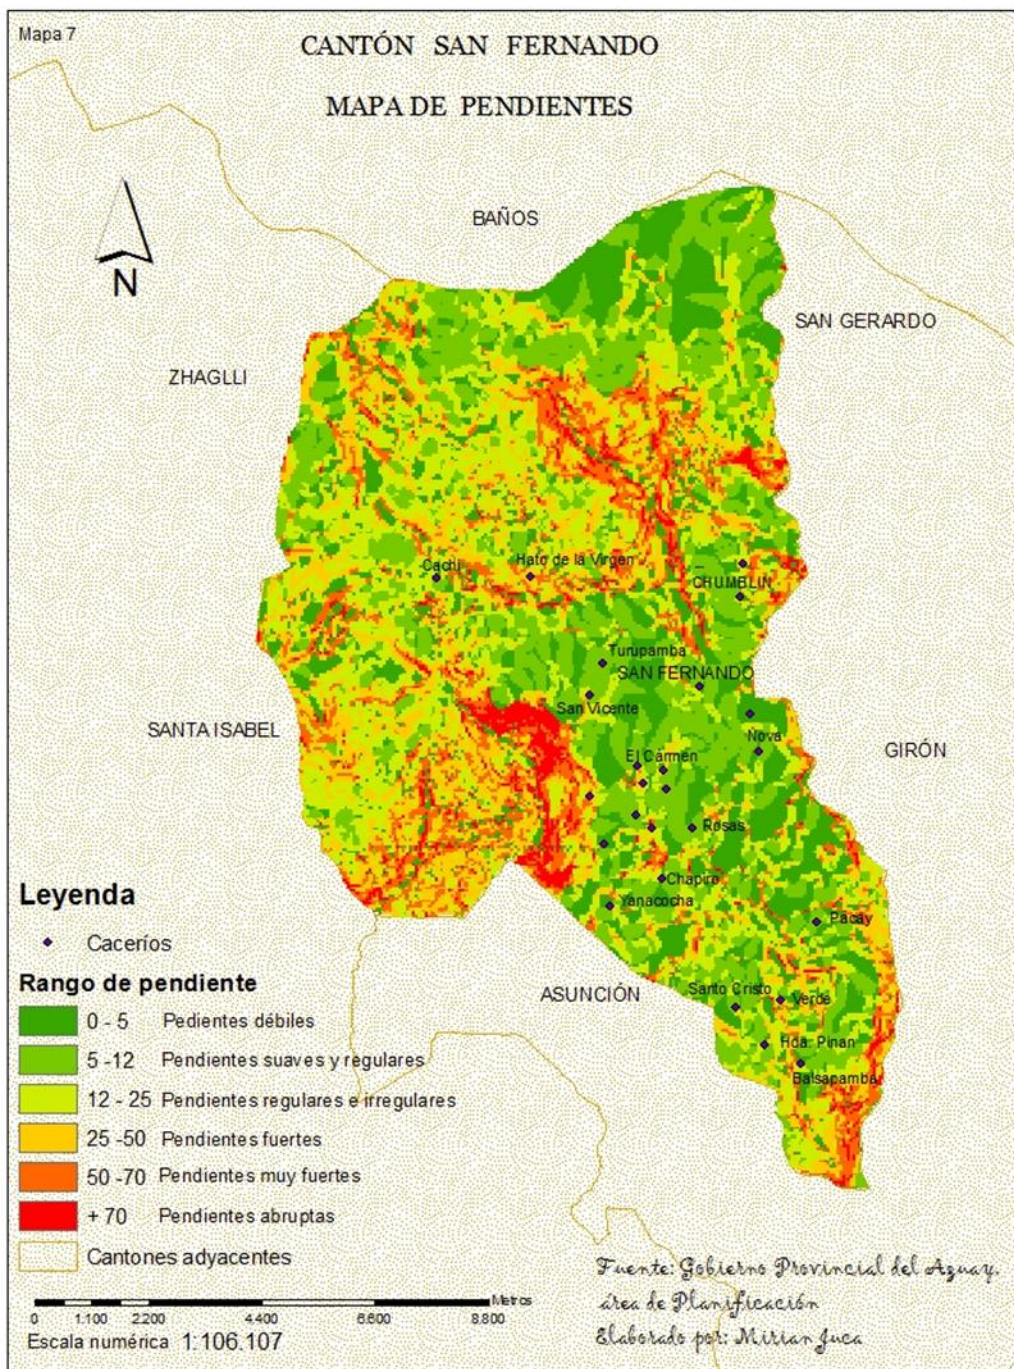 Mapa 7
CANTÓN SAN FERNANDO
MAPA DE PENDIENTES
BAÑOS
SAN GERARDO
ZHAGLLI
N
Cachi
Hato de la Virgen
CHUMBLIN
Turupamba
SAN FERNANDO
San Vicente
SANTA ISABEL
GIRÓN
Nova
El Carmen
Rosas
Chapiro
Yanacocha
Pacay
ASUNCIÓN
Santo Cristo
Verde
Hda. Pinan
Balsapamba
Leyenda
Caceríos
Rango de pendiente
0 - 5 Pedientes débiles
5 -12 Pendientes suaves y regulares
12 - 25 Pendientes regulares e irregulares
25 -50 Pendientes fuertes
50 -70 Pendientes muy fuertes
+ 70 Pendientes abruptas
Cantones adyacentes
Metros
0 1.100 2.200 4.400 6.600 8.800
Escala numérica 1:106.107
Fuente: Gobierno Provincial del Azuay.
área de Planificación
Elaborado por: Mirian Juca